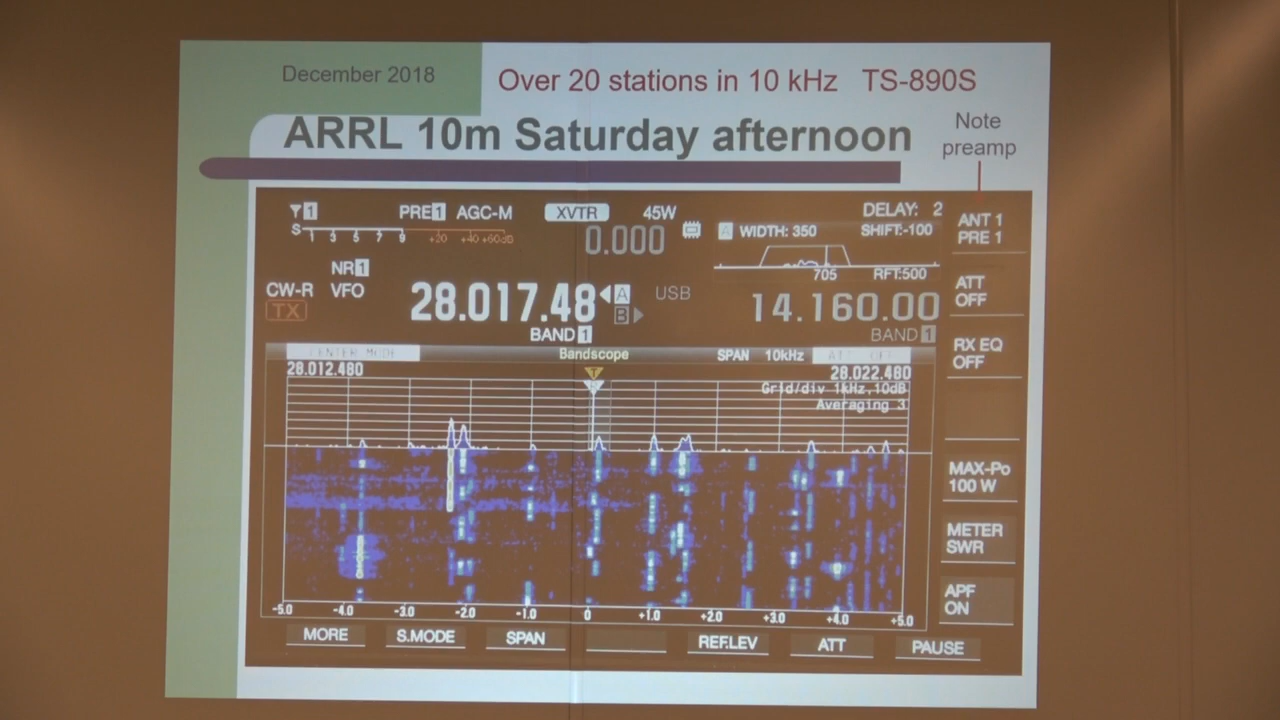 December 2018
Over 20 stations in 10 kHz TS-890S
ARRL 10m Saturday afternoon
Note
preamp
1 PRE1 AGC-M XVTR 45W DELAY: 2
S 1 3 5 7 9 +20 +40 +60dB
0.000
A WIDTH: 350 SHIFT:-100
705 RFT:500
NR1
CW-R VFO
TX
28.017.48 A USB 14.160.00
B
BAND 1 BAND 1
CENTER MODE Bandscope SPAN 10kHz ATT OFF
28.012.480 28.022.480
T
Grid/div 1kHz,10dB
Averaging 3
-5.0 -4.0 -3.0 -2.0 -1.0 0 +1.0 +2.0 +3.0 +4.0 +5.0
MORE S.MODE SPAN REF.LEV ATT PAUSE
ANT 1
PRE 1
ATT
OFF
RX EQ
OFF
MAX-Po
100 W
METER
SWR
APF
ON